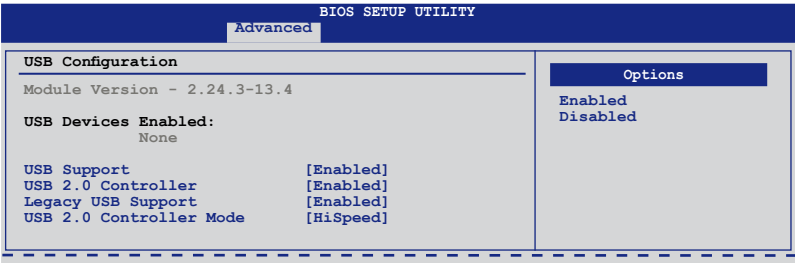 BIOS SETUP UTILITY
Advanced
USB Configuration
Module Version - 2.24.3-13.4
USB Devices Enabled:
None
USB Support [Enabled]
USB 2.0 Controller [Enabled]
Legacy USB Support [Enabled]
USB 2.0 Controller Mode [HiSpeed]
Options
Enabled
Disabled